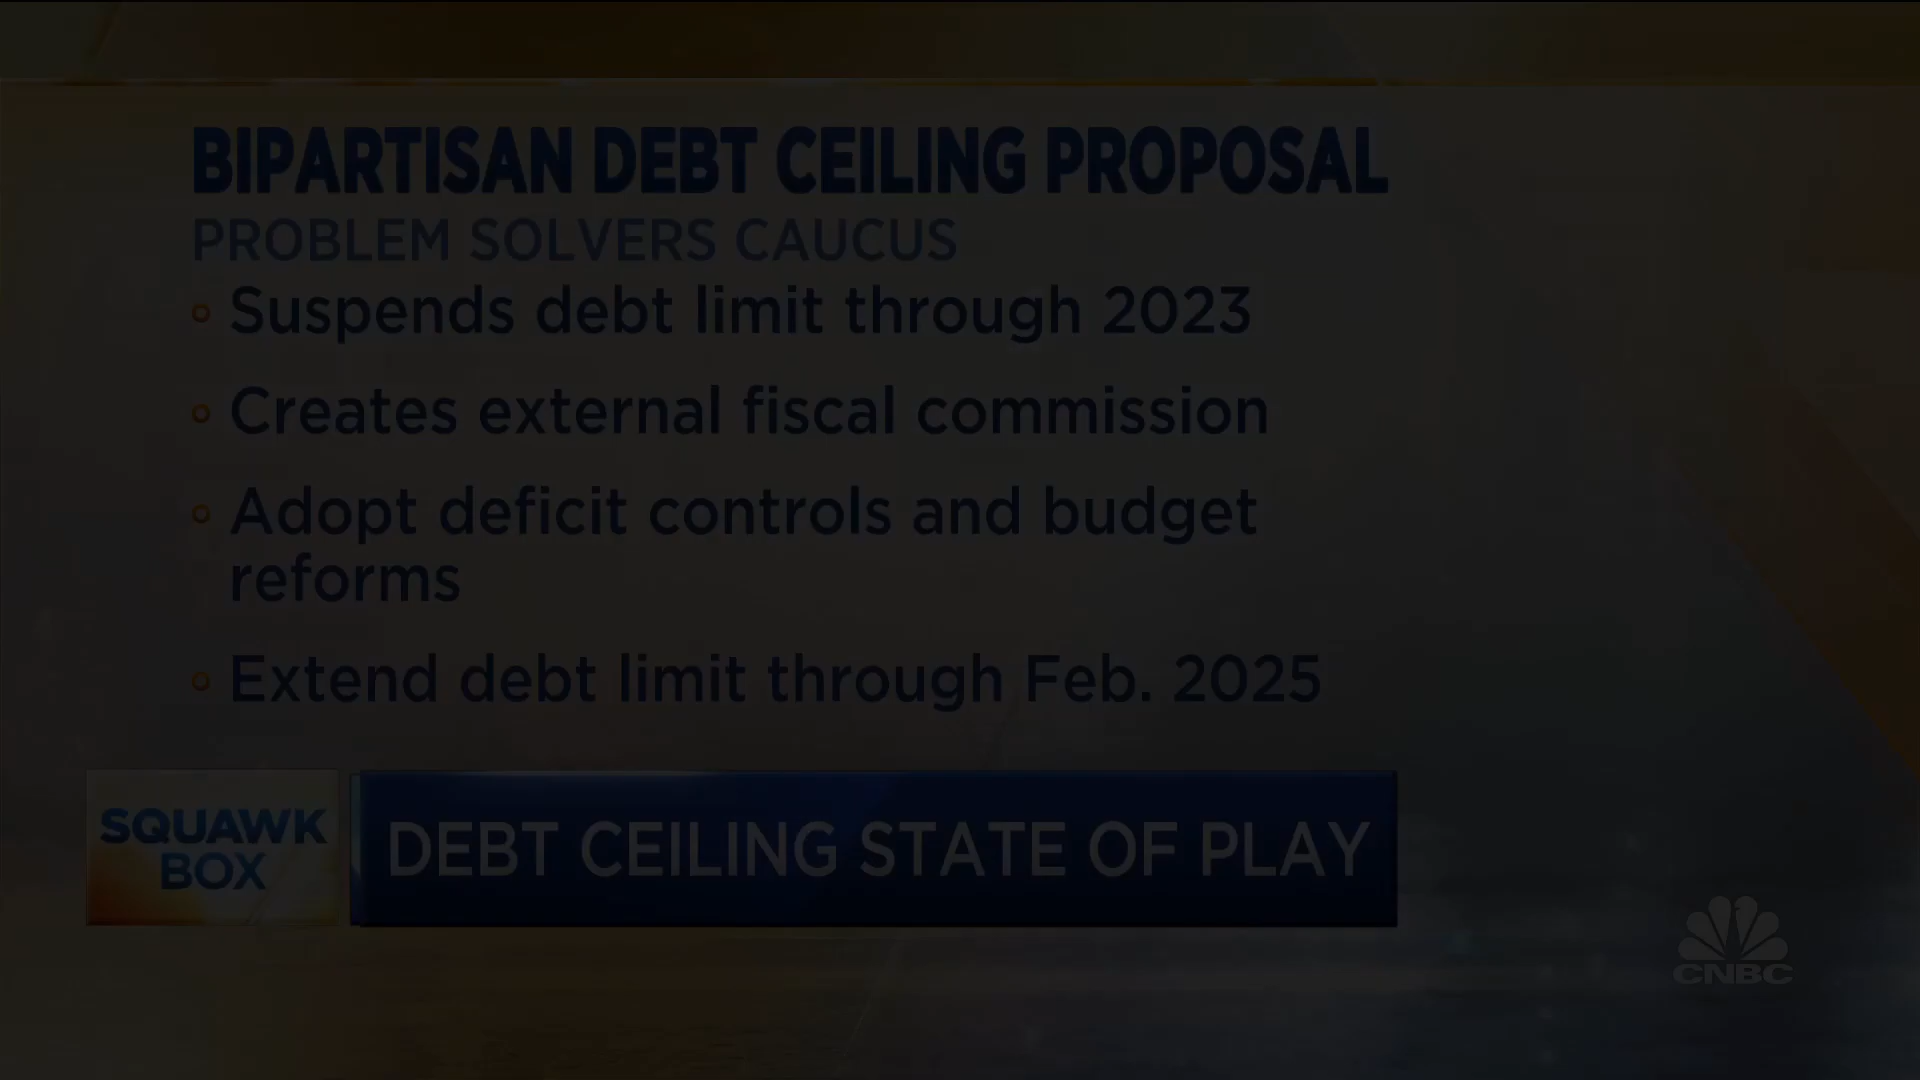 BIPARTISAN DEBT CEILING PROPOSAL
PROBLEM SOLVERS CAUCUS
Suspends debt limit through 2023
Creates external fiscal commission
Adopt deficit controls and budget
reforms
Extend debt limit through Feb. 2025
SQUAWK
BOX
DEBT CEILING STATE OF PLAY
CNBC